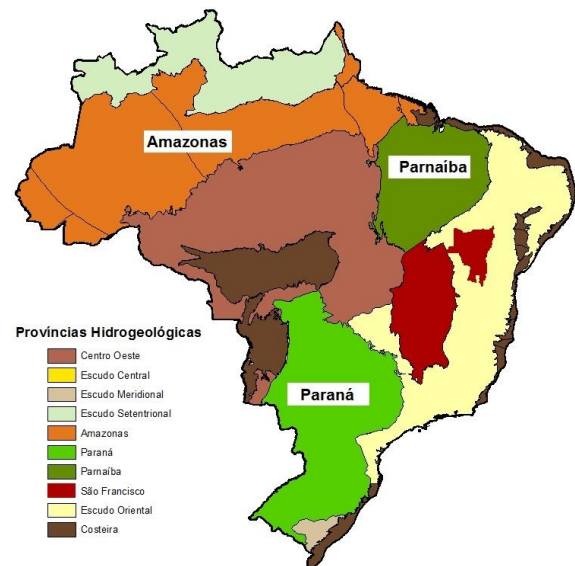 Amazonas
Parnaíba
Paraná
Províncias Hidrogeológicas
Centro Oeste
Escudo Central
Escudo Meridional
Escudo Setentrional
Amazonas
Paraná
Parnaíba
São Francisco
Escudo Oriental
Costeira